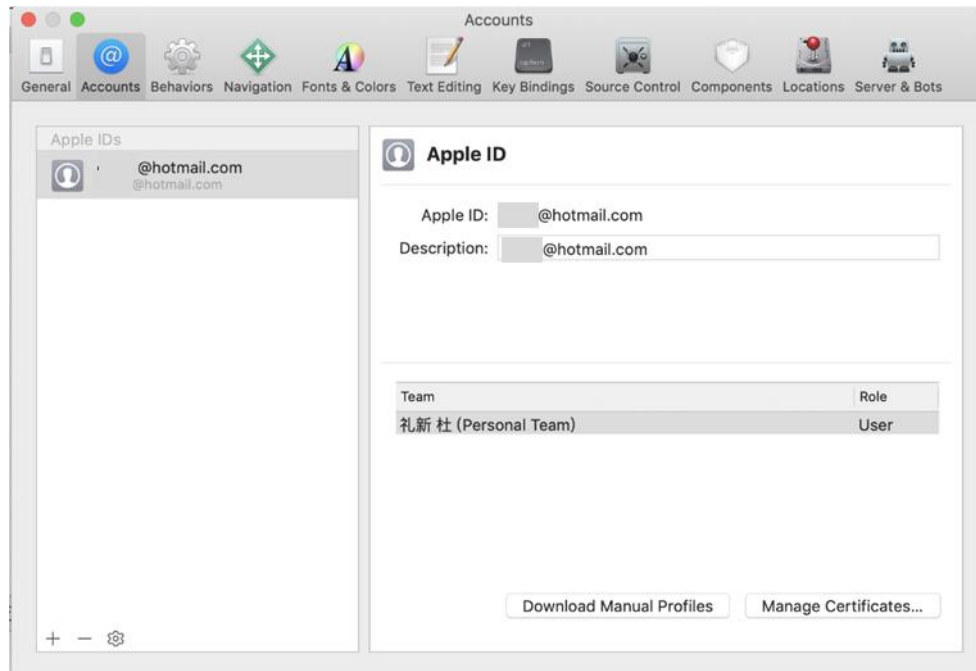 Accounts
General Accounts Behaviors Navigation Fonts & Colors Text Editing Key Bindings Source Control Components Locations Server & Bots
Apple IDs
@hotmail.com
@hotmail.com
Apple ID
Apple ID: @hotmail.com
Description: @hotmail.com
Team Role
礼新 杜 (Personal Team) User
Download Manual Profiles Manage Certificates...